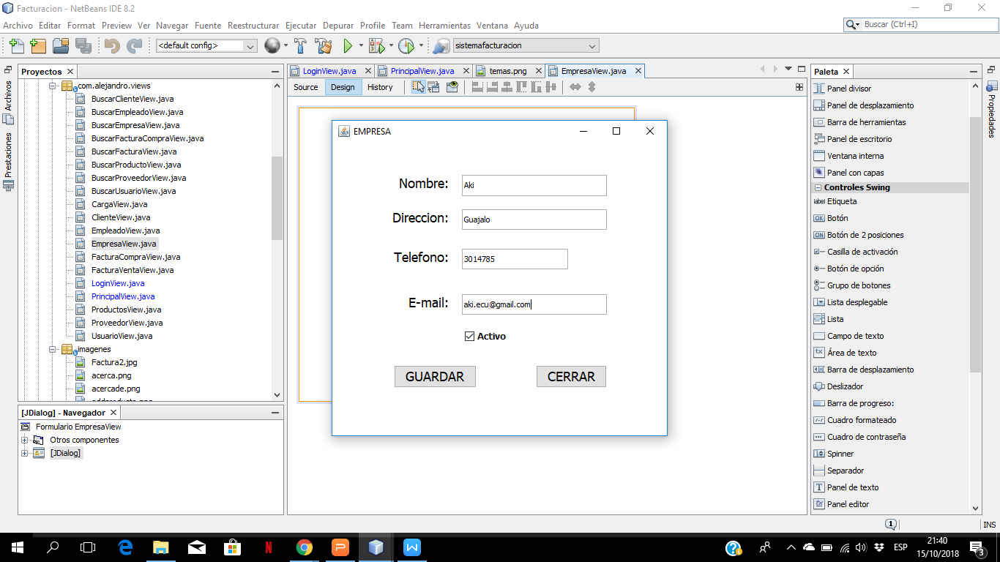 Facturacion - NetBeans IDE 8.2
Archivo Editar Format Preview Ver Navegar Fuente Reestructurar Ejecutar Depurar Profile Team Herramientas Ventana Ayuda
Buscar (Ctrl+I)
<default config>
sistemafacturacion
Archivos
Prestaciones
Proyectos
com.alejandro.views
BuscarClienteView.java
BuscarEmpleadoView.java
BuscarEmpresaView.java
BuscarFacturaCompraView.java
BuscarFacturaView.java
BuscarProductoView.java
BuscarProveedorView.java
BuscarUsuarioView.java
CargaView.java
ClienteView.java
EmpleadoView.java
EmpresaView.java
FacturaCompraView.java
FacturaVentaView.java
LoginView.java
PrincipalView.java
ProductosView.java
ProveedorView.java
UsuarioView.java
imagenes
Factura2.jpg
acerca.png
acercade.png
[JDialog] - Navegador
Formulario EmpresaView
Otros componentes
[JDialog]
LoginView.java PrincipalView.java temas.png EmpresaView.java
Source Design History
EMPRESA
Nombre: Aki
Direccion: Guajalo
Telefono: 3014785
E-mail: aki.ecu@gmail.com
Activo
GUARDAR CERRAR
Paleta
Panel divisor
Panel de desplazamiento
Barra de herramientas
Panel de escritorio
Ventana interna
Panel con capas
Controles Swing
label Etiqueta
OK Botón
ON Botón de 2 posiciones
Casilla de activación
Botón de opción
Grupo de botones
Lista desplegable
Lista
Campo de texto
Área de texto
Barra de desplazamiento
Deslizador
Barra de progreso:
Cuadro formateado
Cuadro de contraseña
Spinner
Separador
Panel de texto
Panel editor
Propiedades
1
INS
ESP
21:40
15/10/2018
3